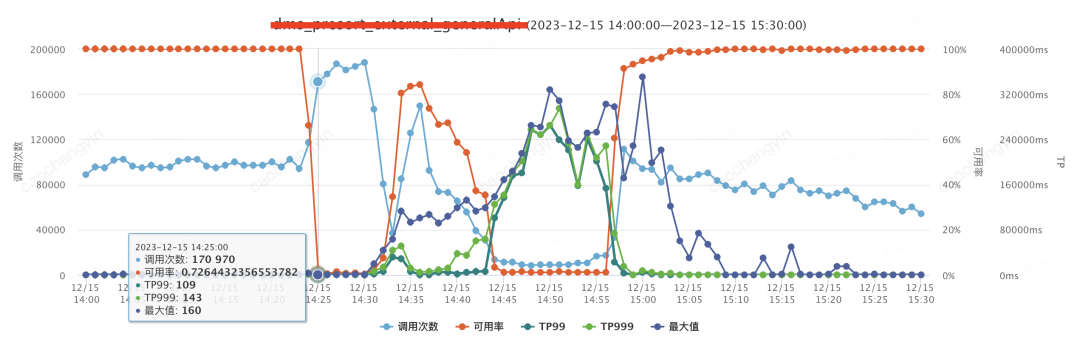 dms_presort_external_generalApi (2023-12-15 14:00:00—2023-12-15 15:30:00)
200000 100% 400000ms
160000 80% 320000ms
120000 60% 240000ms
80000 40% 160000ms
40000 20% 80000ms
0 0% 0ms
调用次数
可用率
TP
2023-12-15 14:25:00
调用次数: 170 970
可用率: 0.7264432356553782
TP99: 109
TP999: 143
最大值: 160
12/15 12/15 12/15 12/15 12/15 12/15 12/15 12/15 12/15 12/15 12/15 12/15 12/15 12/15 12/15 12/15 12/15 12/15 12/15
14:00 14:15 14:20 14:25 14:30 14:35 14:40 14:45 14:50 14:55 15:00 15:05 15:10 15:15 15:20 15:25 15:30
调用次数 可用率 TP99 TP999 最大值